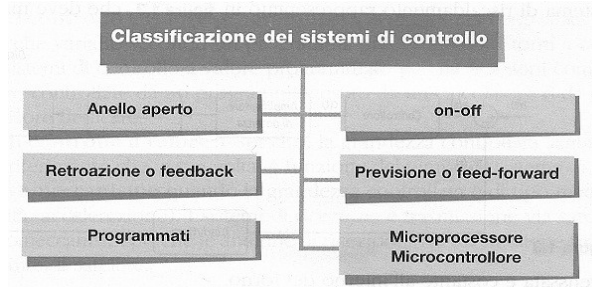 Classificazione dei sistemi di controllo
Anello aperto
on-off
Retroazione o feedback
Previsione o feed-forward
Programmati
Microprocessore
Microcontrollore